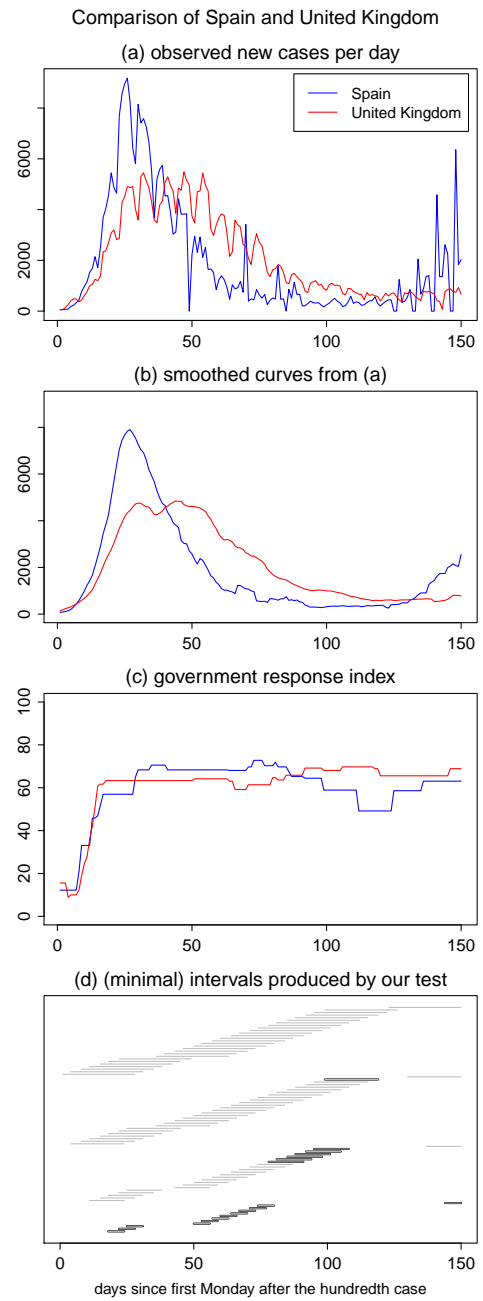 Comparison of Spain and United Kingdom
(a) observed new cases per day
Spain
United Kingdom
6000
2000
0
0 50 100 150
(b) smoothed curves from (a)
6000
2000
0
0 50 100 150
(c) government response index
100
80
60
40
20
0
0 50 100 150
(d) (minimal) intervals produced by our test
0 50 100 150
days since first Monday after the hundredth case